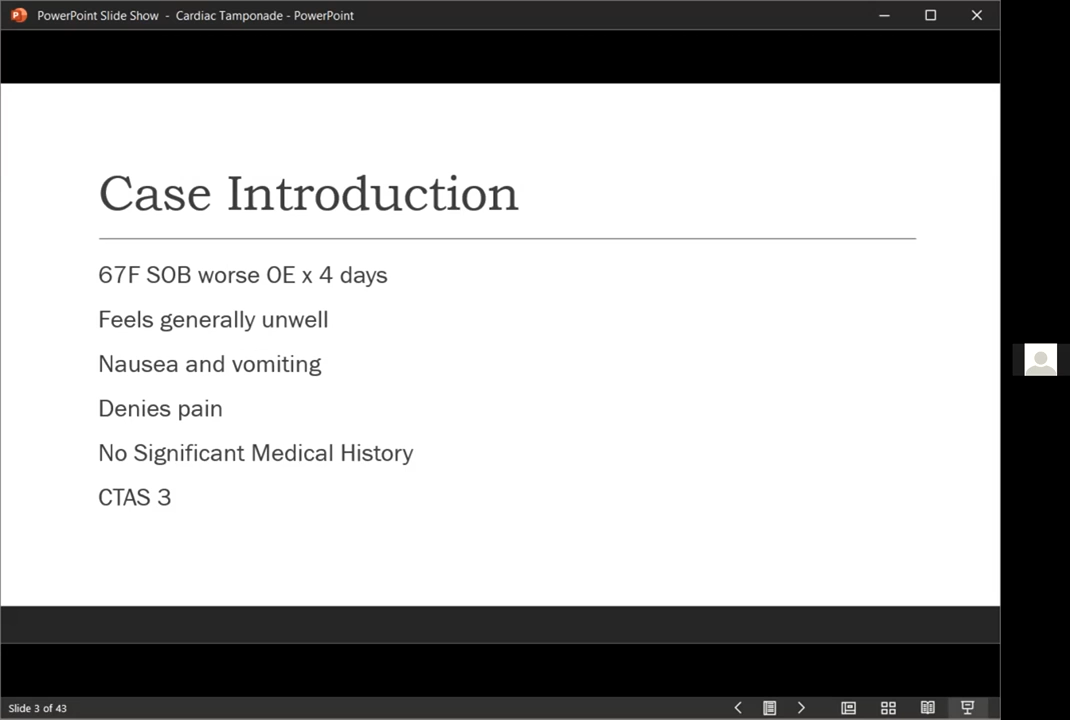 PowerPoint Slide Show - Cardiac Tamponade - PowerPoint
Case Introduction
67F SOB worse OE x 4 days
Feels generally unwell
Nausea and vomiting
Denies pain
No Significant Medical History
CTAS 3
Slide 3 of 43